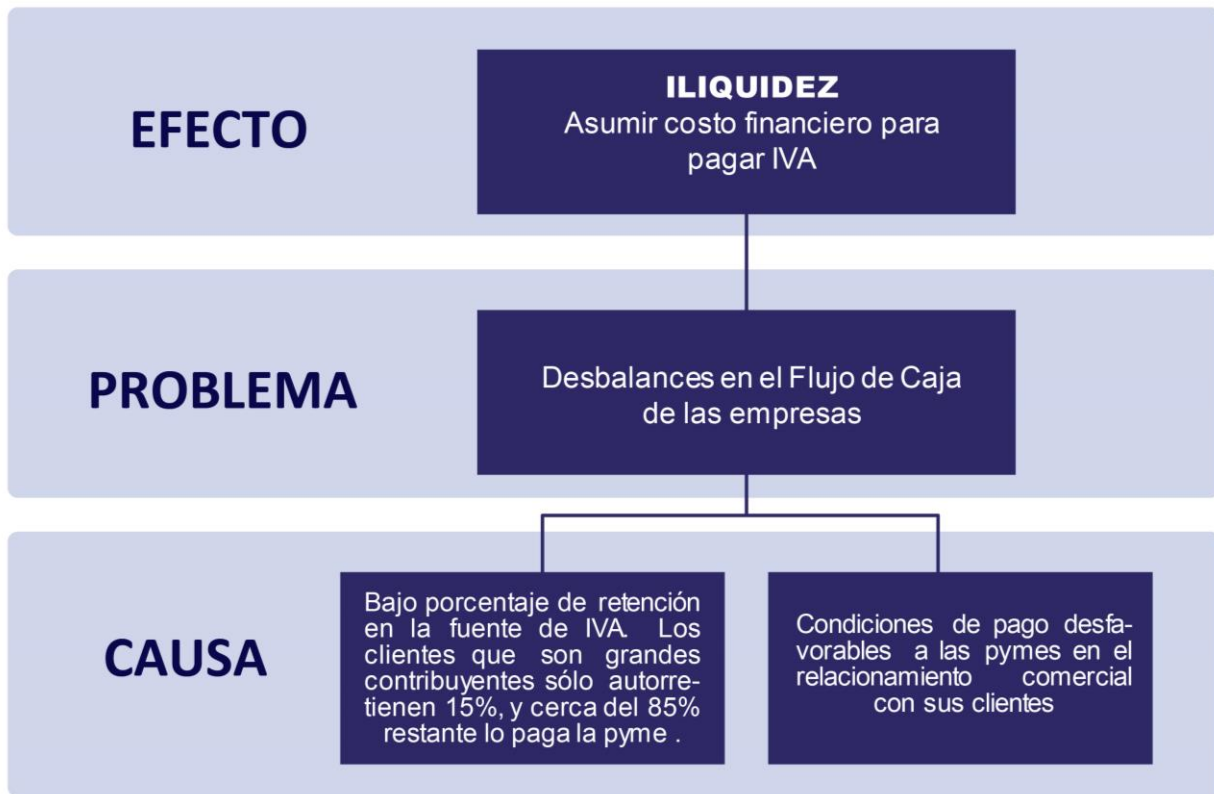 EFECTO
ILIQUIDEZ
Asumir costo financiero para
pagar IVA
PROBLEMA
Desbalances en el Flujo de Caja
de las empresas
CAUSA
Bajo porcentaje de retención
en la fuente de IVA. Los
clientes que son grandes
contribuyentes sólo autorre-
tienen 15%, y cerca del 85%
restante lo paga la pyme .
Condiciones de pago desfa-
vorables a las pymes en el
relacionamiento comercial
con sus clientes